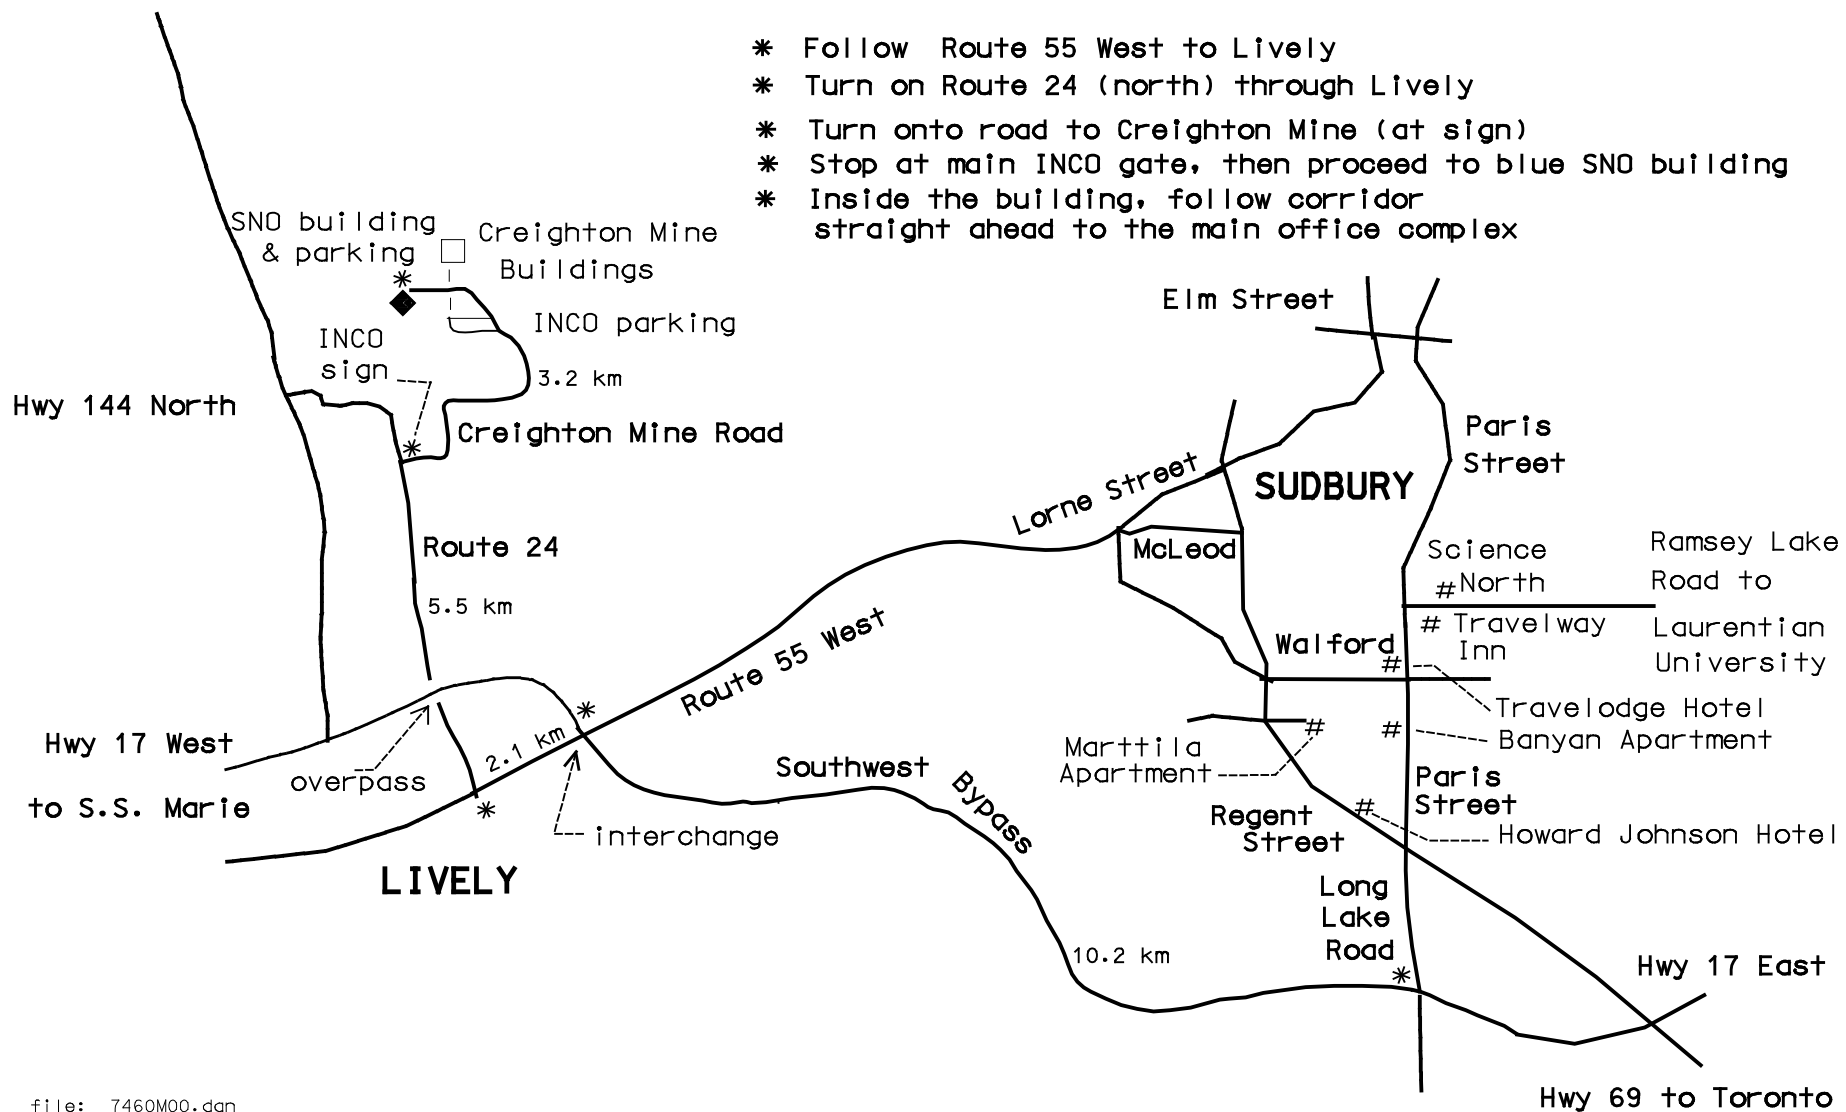 * Follow Route 55 West to Lively
* Turn on Route 24 (north) through Lively
* Turn onto road to Creighton Mine (at sign)
* Stop at main INCO gate, then proceed to blue SNO building
* Inside the building, follow corridor
straight ahead to the main office complex
SNO building
& parking
Creighton Mine
Buildings
INCO parking
INCO
sign
3.2 km
Hwy 144 North
Creighton Mine Road
Elm Street
Paris
Street
Lorne Street
SUDBURY
McLeod
Route 24
5.5 km
Science
North
Ramsey Lake
Road to
Laurentian
University
Travelway
Inn
Walford
Route 55 West
Travelodge Hotel
Banyan Apartment
Marttila
Apartment
Hwy 17 West
to S.S. Marie
overpass
2.1 km
interchange
Southwest
Bypass
Paris
Street
Regent
Street
Howard Johnson Hotel
LIVELY
Long
Lake
Road
10.2 km
Hwy 17 East
Hwy 69 to Toronto
file: 7460M00.dan